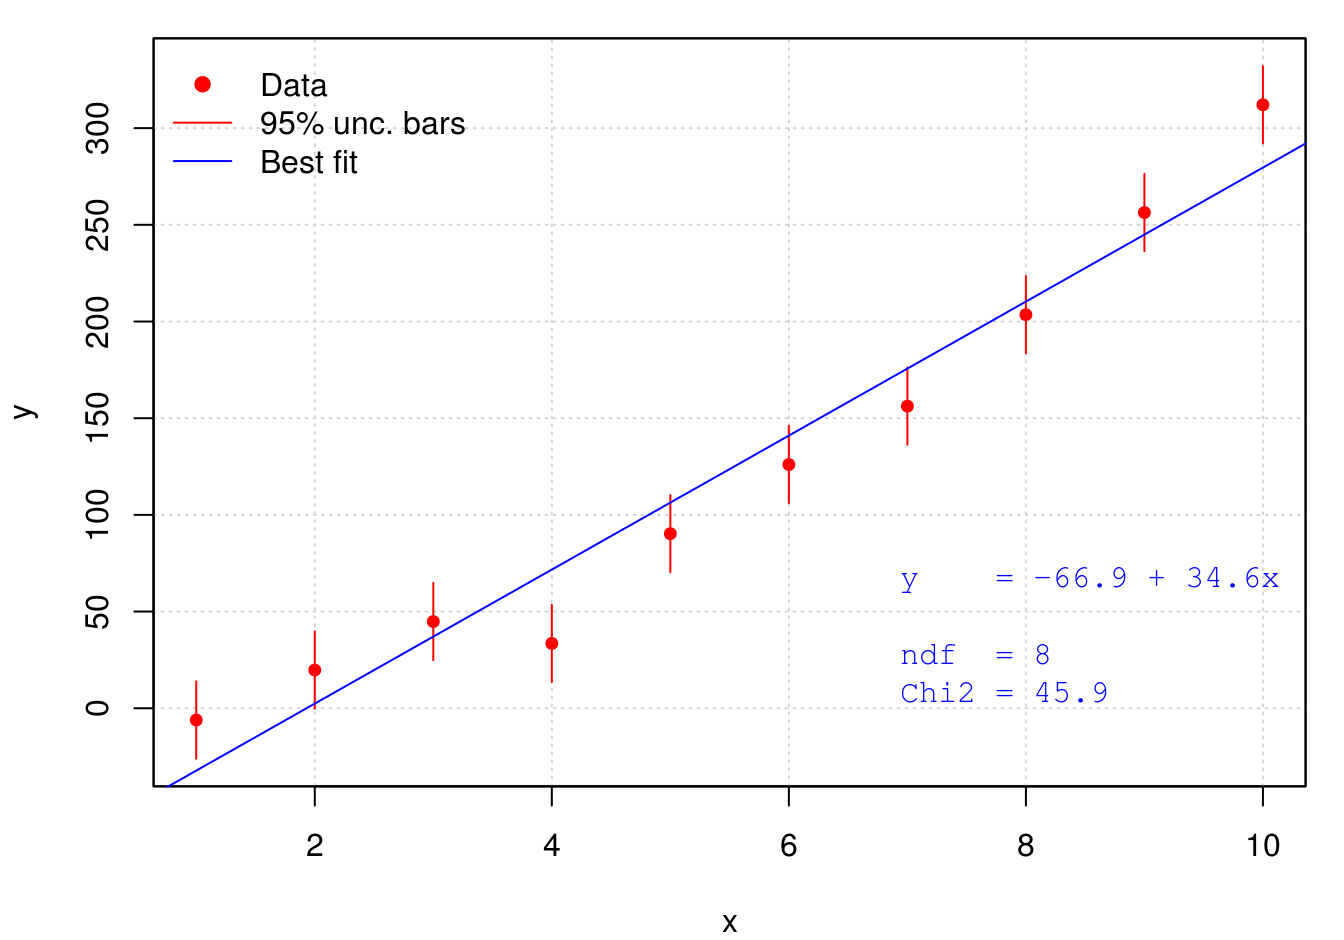 Data
95% unc. bars
Best fit
300
250
200
150
100
50
0
y
y = −66.9 + 34.6x
ndf = 8
Chi2 = 45.9
2 4 6 8 10
x